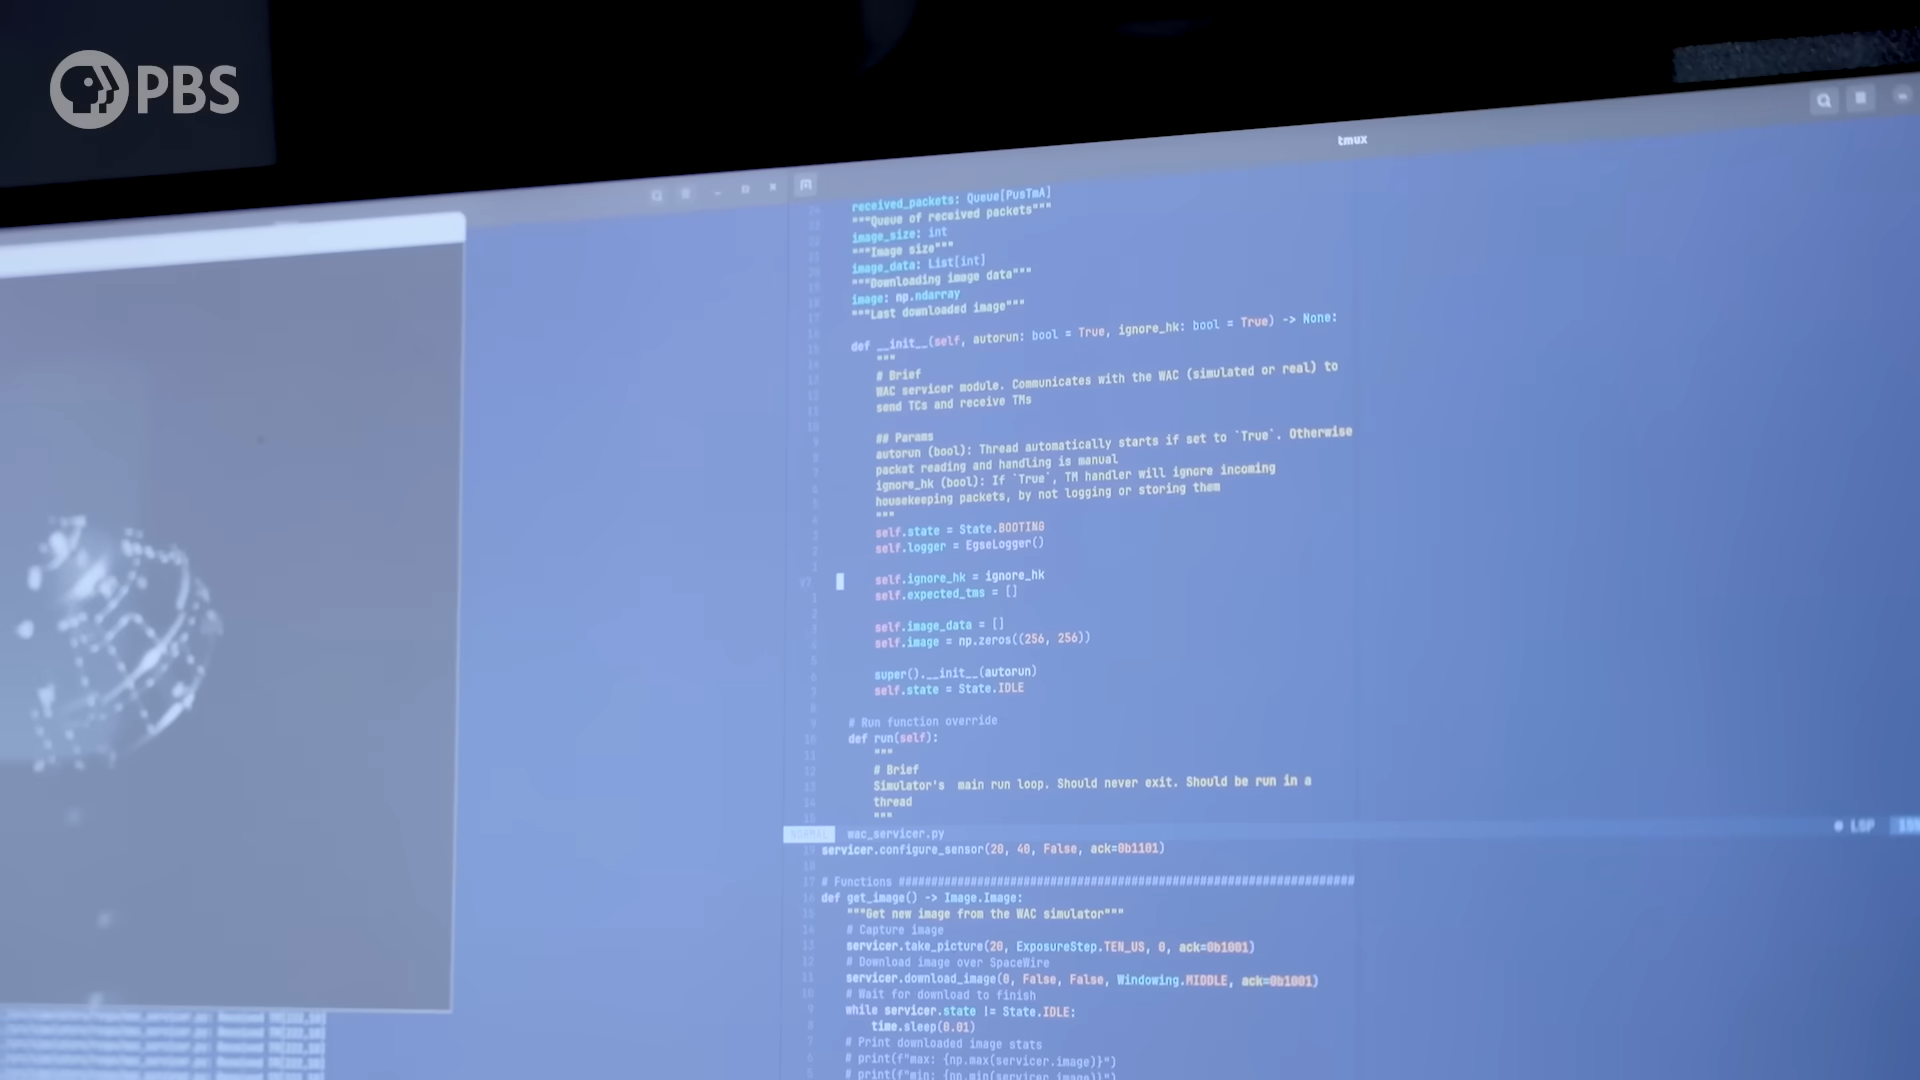 PBS
tmux
received_packets: Queue[PusTmA]
"""Queue of received packets"""
image_size: int
"""Image size"""
image_data: List[int]
"""Downloading image data"""
image: np.ndarray
"""Last downloaded image"""
def __init__(self, autorun: bool = True, ignore_hk: bool = True) -> None:
"""
# Brief
WAC servicer module. Communicates with the WAC (simulated or real) to
send TCs and receive TMs
## Params
autorun (bool): Thread automatically starts if set to `True`. Otherwise
packet reading and handling is manual
ignore_hk (bool): If `True`, TM handler will ignore incoming
housekeeping packets, by not logging or storing them
"""
self.state = State.BOOTING
self.logger = EgseLogger()
self.ignore_hk = ignore_hk
self.expected_tms = []
self.image_data = []
self.image = np.zeros((256, 256))
super().__init__(autorun)
self.state = State.IDLE
# Run function override
def run(self):
"""
# Brief
Simulator's  main run loop. Should never exit. Should be run in a
thread
"""
NORMAL wac_servicer.py LSP
servicer.configure_sensor(20, 40, False, ack=0b1101)
# Functions ######################################################################
def get_image() -> Image.Image:
"""Get new image from the WAC simulator"""
# Capture image
servicer.take_picture(20, ExposureStep.TEN_US, 0, ack=0b1001)
# Download image over SpaceWire
servicer.download_image(0, False, False, Windowing.MIDDLE, ack=0b1001)
# Wait for download to finish
while servicer.state != State.IDLE:
time.sleep(0.01)
# Print downloaded image stats
# print(f"max: {np.max(servicer.image)}")
# print(f"min: {np.min(servicer.image)}")